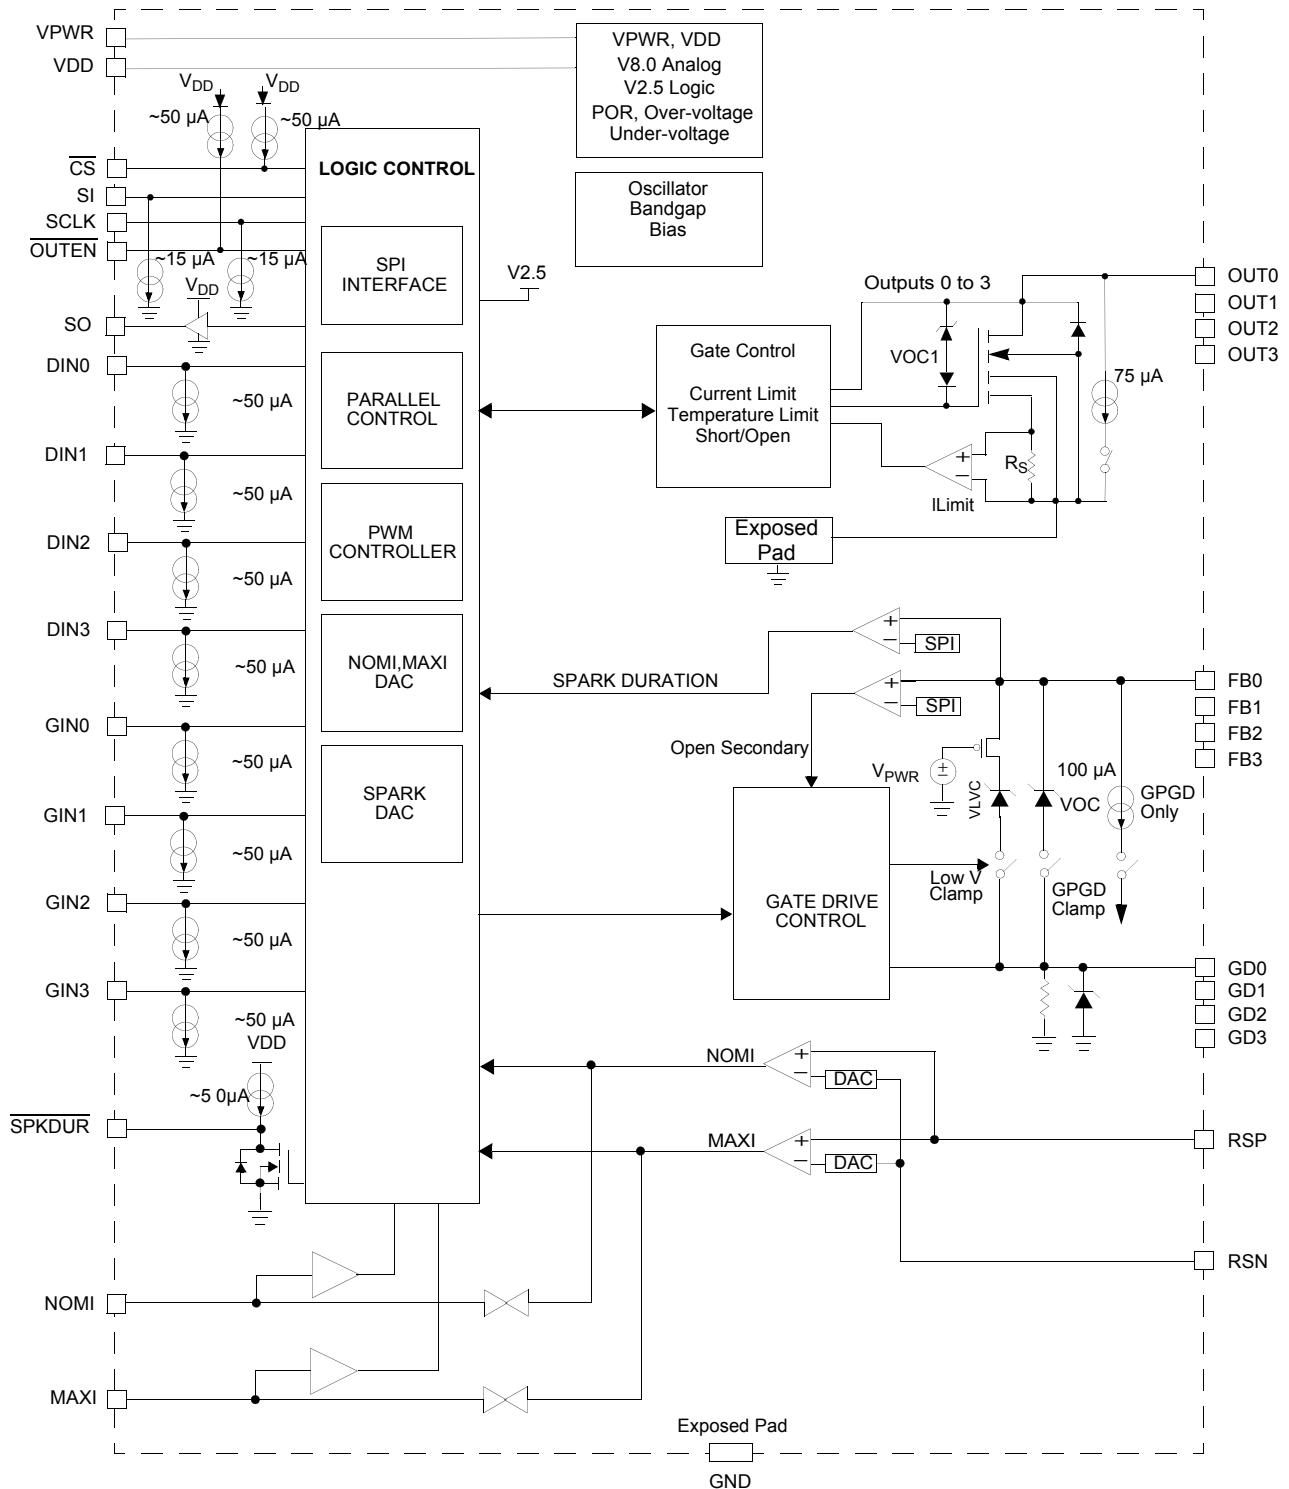 VPWR
VDD
VPWR, VDD
V8.0 Analog
V2.5 Logic
POR, Over-voltage
Under-voltage
VDD
VDD
~50 µA
~50 µA
CS
SI
SCLK
OUTEN
LOGIC CONTROL
Oscillator
Bandgap
Bias
~15 µA
~15 µA
VDD
SO
SPI
INTERFACE
V2.5
Outputs 0 to 3
OUT0
OUT1
OUT2
OUT3
DIN0
~50 µA
PARALLEL
CONTROL
Gate Control
Current Limit
Temperature Limit
Short/Open
VOC1
75 µA
+
–
RS
ILimit
DIN1
~50 µA
PWM
CONTROLLER
Exposed
Pad
DIN2
~50 µA
DIN3
~50 µA
NOMI,MAXI
DAC
SPARK DURATION
+
–
SPI
+
–
SPI
FB0
FB1
FB2
FB3
GIN0
~50 µA
SPARK
DAC
Open Secondary
VPWR
±
VLVC
100 µA
VOC
GPGD
Only
GIN1
~50 µA
GATE DRIVE
CONTROL
Low V
Clamp
GPGD
Clamp
GIN2
~50 µA
GIN3
~50 µA
GD0
GD1
GD2
GD3
VDD
~5 0µA
SPKDUR
NOMI
+
–
DAC
MAXI
+
–
DAC
RSP
RSN
NOMI
MAXI
Exposed Pad
GND